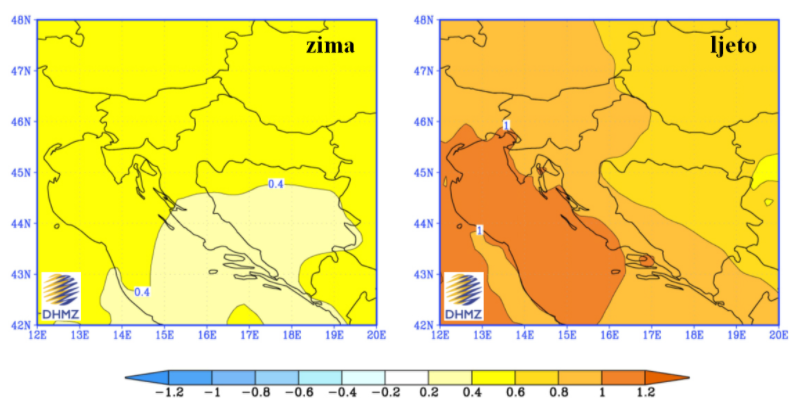 zima
ljeto
48N
47N
46N
45N
44N
43N
42N
12E 13E 14E 15E 16E 17E 18E 19E 20E
0.4
0.4
DHMZ
48N
47N
46N
45N
44N
43N
42N
12E 13E 14E 15E 16E 17E 18E 19E 20E
1
1
DHMZ
-1.2 -1 -0.8 -0.6 -0.4 -0.2 0.2 0.4 0.6 0.8 1 1.2